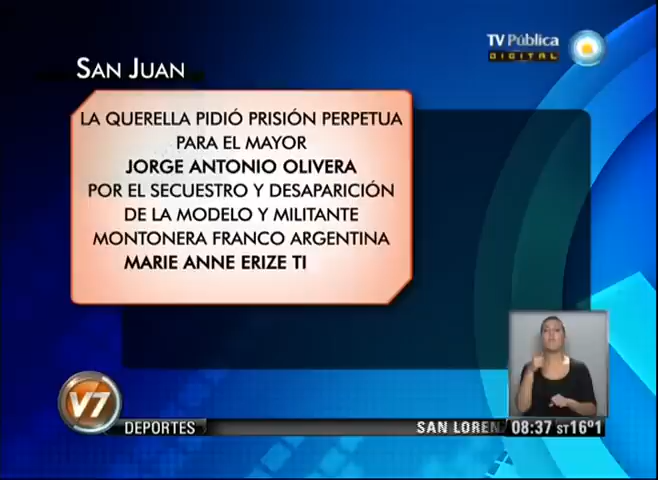 TV Pública
DIGITAL
SAN JUAN
LA QUERELLA PIDIÓ PRISIÓN PERPETUA
PARA EL MAYOR
JORGE ANTONIO OLIVERA
POR EL SECUESTRO Y DESAPARICIÓN
DE LA MODELO Y MILITANTE
MONTONERA FRANCO ARGENTINA
MARIE ANNE ERIZE TI
V7
DEPORTES
SAN LOREN
08:37 ST16º1